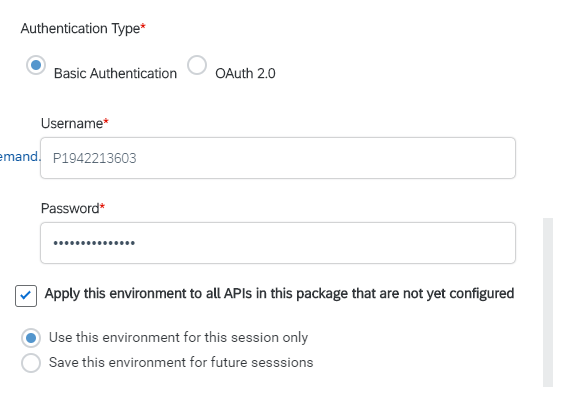 Authentication Type*
Basic Authentication OAuth 2.0
Username*
emand. P1942213603
Password*
•••••••••••••••
Apply this environment to all APIs in this package that are not yet configured
Use this environment for this session only
Save this environment for future sesssions